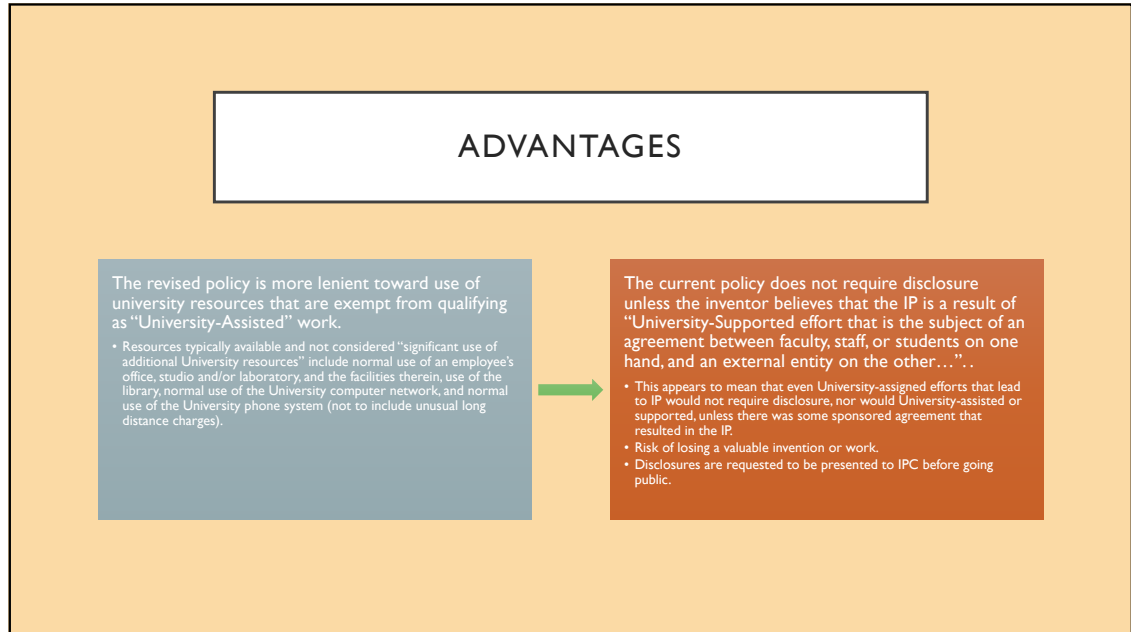 ADVANTAGES
The revised policy is more lenient toward use of
university resources that are exempt from qualifying
as “University-Assisted” work.
• Resources typically available and not considered “significant use of
additional University resources” include normal use of an employee’s
office, studio and/or laboratory, and the facilities therein, use of the
library, normal use of the University computer network, and normal
use of the University phone system (not to include unusual long
distance charges).
The current policy does not require disclosure
unless the inventor believes that the IP is a result of
“University-Supported effort that is the subject of an
agreement between faculty, staff, or students on one
hand, and an external entity on the other…”. .
• This appears to mean that even University-assigned efforts that lead
to IP would not require disclosure, nor would University-assisted or
supported, unless there was some sponsored agreement that
resulted in the IP.
• Risk of losing a valuable invention or work.
• Disclosures are requested to be presented to IPC before going
public.